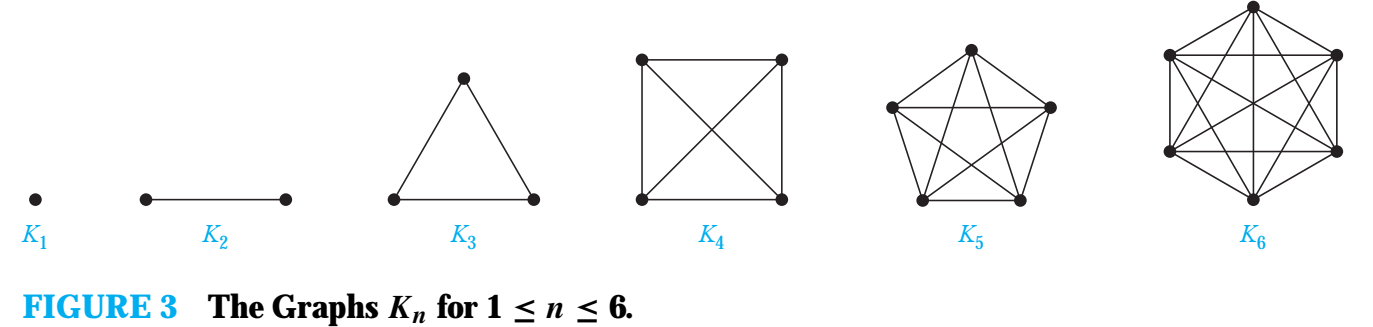 K₁ K₂ K₃ K₄ K₅ K₆
FIGURE 3 The Graphs Kₙ for 1 ≤ n ≤ 6.